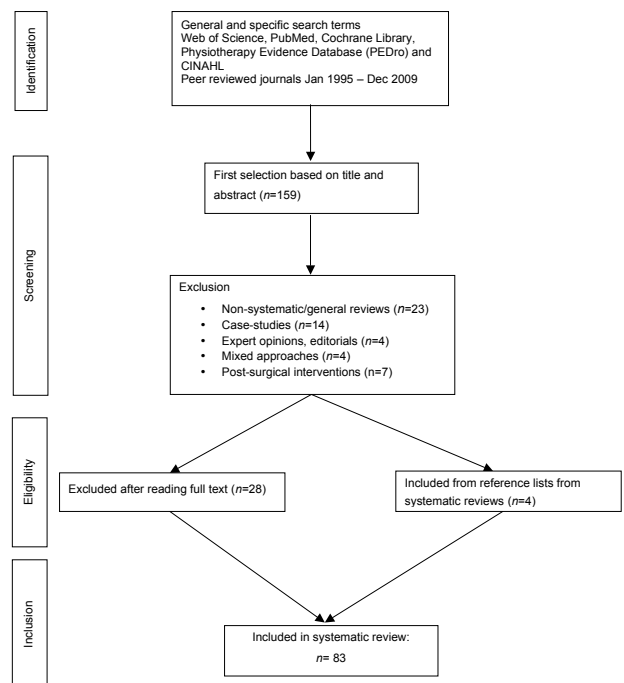 Identification
General and specific search terms
Web of Science, PubMed, Cochrane Library,
Physiotherapy Evidence Database (PEDro) and
CINAHL
Peer reviewed journals Jan 1995 – Dec 2009
Screening
First selection based on title and
abstract (n=159)
Exclusion
• Non-systematic/general reviews (n=23)
• Case-studies (n=14)
• Expert opinions, editorials (n=4)
• Mixed approaches (n=4)
• Post-surgical interventions (n=7)
Eligibility
Excluded after reading full text (n=28)
Included from reference lists from
systematic reviews (n=4)
Inclusion
Included in systematic review:
n= 83